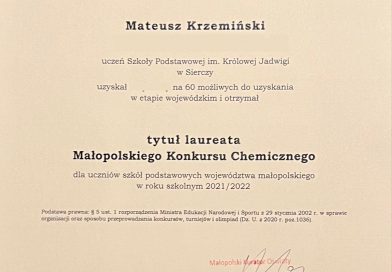 Mateusz Krzemiński
uczeń Szkoły Podstawowej im. Królowej Jadwigi
w Sierczy
uzyskał , , na 60 możliwych do uzyskania
w etapie wojewódzkim i otrzymał
tytuł laureata
Małopolskiego Konkursu Chemicznego
dla uczniów szkół podstawowych województwa małopolskiego
w roku szkolnym 2021/2022
Podstawa prawna: § 5 ust. 1 rozporządzenia Ministra Edukacji Narodowej i Sportu z 29 stycznia 2002 r. w sprawie
organizacji oraz sposobu przeprowadzania konkursów, turniejów i olimpiad (Dz. U. z 2020 r. poz.1036).
Małopolski Kurator Oświaty